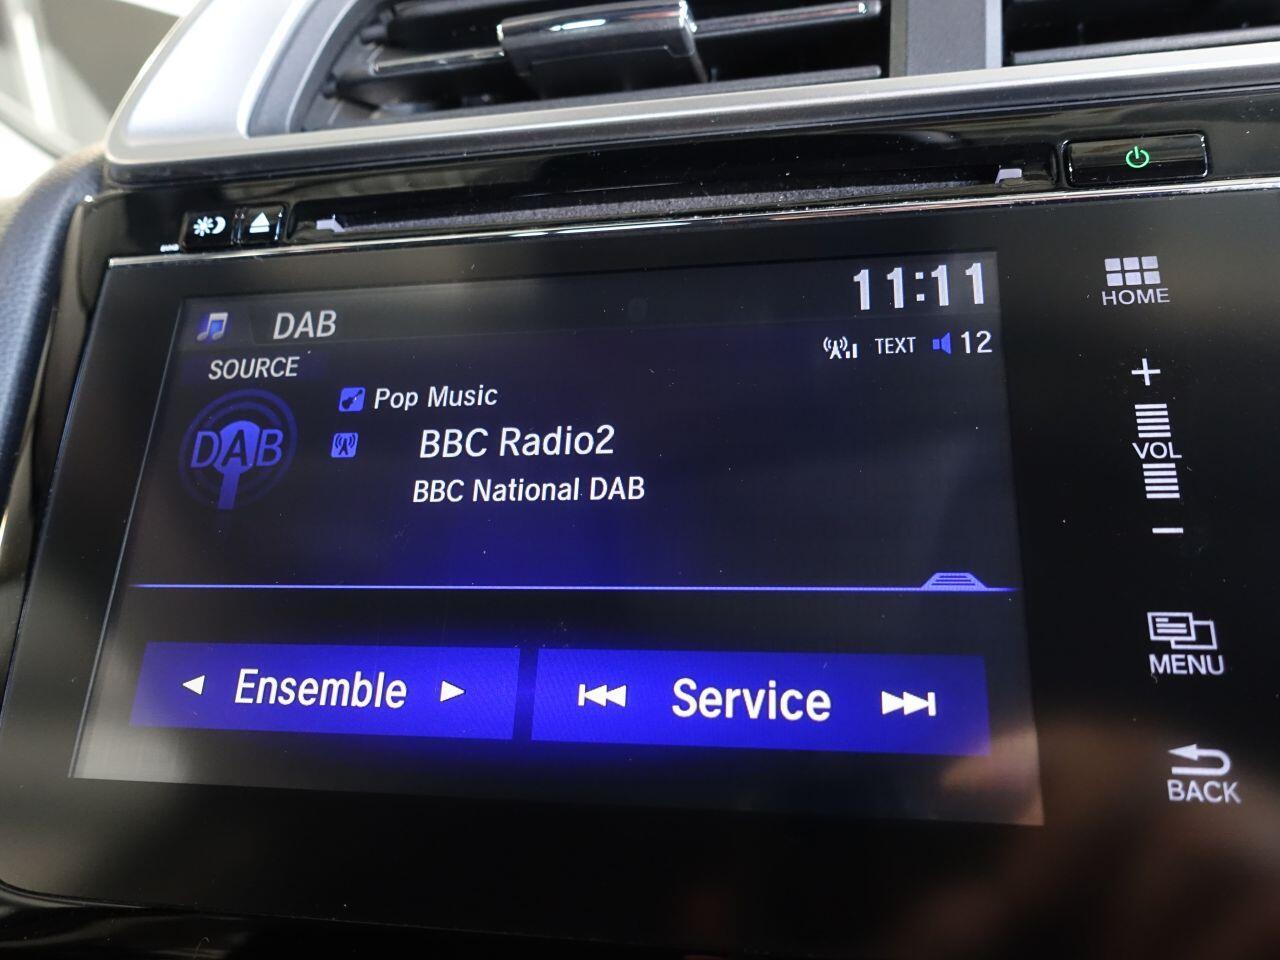 11:11
DAB
TEXT 12
SOURCE
DAB
Pop Music
BBC Radio2
BBC National DAB
Ensemble
Service
HOME
+
VOL
−
MENU
BACK